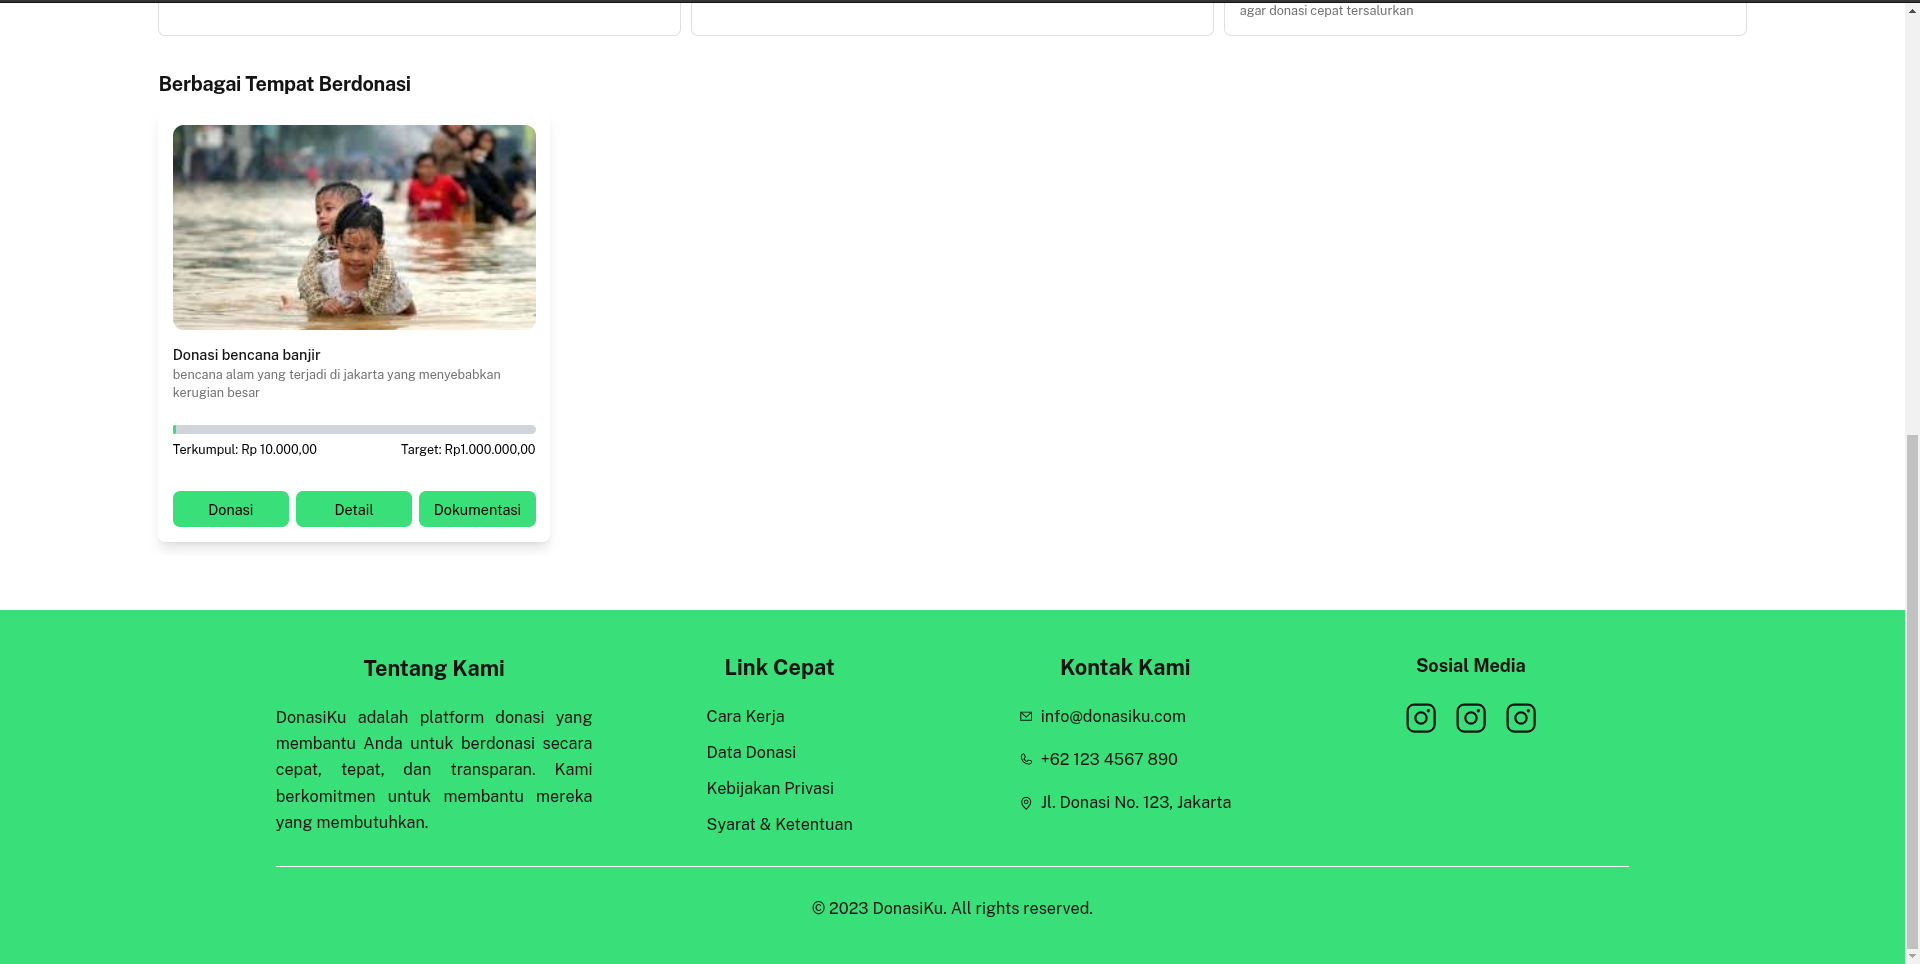 agar donasi cepat tersalurkan
Berbagai Tempat Berdonasi
Donasi bencana banjir
bencana alam yang terjadi di jakarta yang menyebabkan
kerugian besar
Terkumpul: Rp 10.000,00
Target: Rp1.000.000,00
Donasi
Detail
Dokumentasi
Tentang Kami
DonasiKu adalah platform donasi yang
membantu Anda untuk berdonasi secara
cepat, tepat, dan transparan. Kami
berkomitmen untuk membantu mereka
yang membutuhkan.
Link Cepat
Cara Kerja
Data Donasi
Kebijakan Privasi
Syarat & Ketentuan
Kontak Kami
info@donasiku.com
+62 123 4567 890
Jl. Donasi No. 123, Jakarta
Sosial Media
© 2023 DonasiKu. All rights reserved.